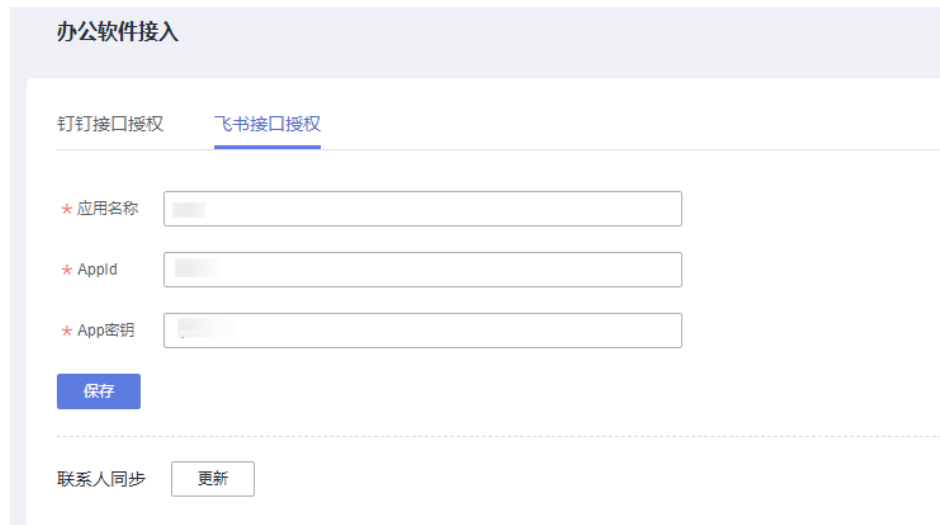 办公软件接入
钉钉接口授权 飞书接口授权
* 应用名称
* AppId
* App密钥
保存
联系人同步 更新